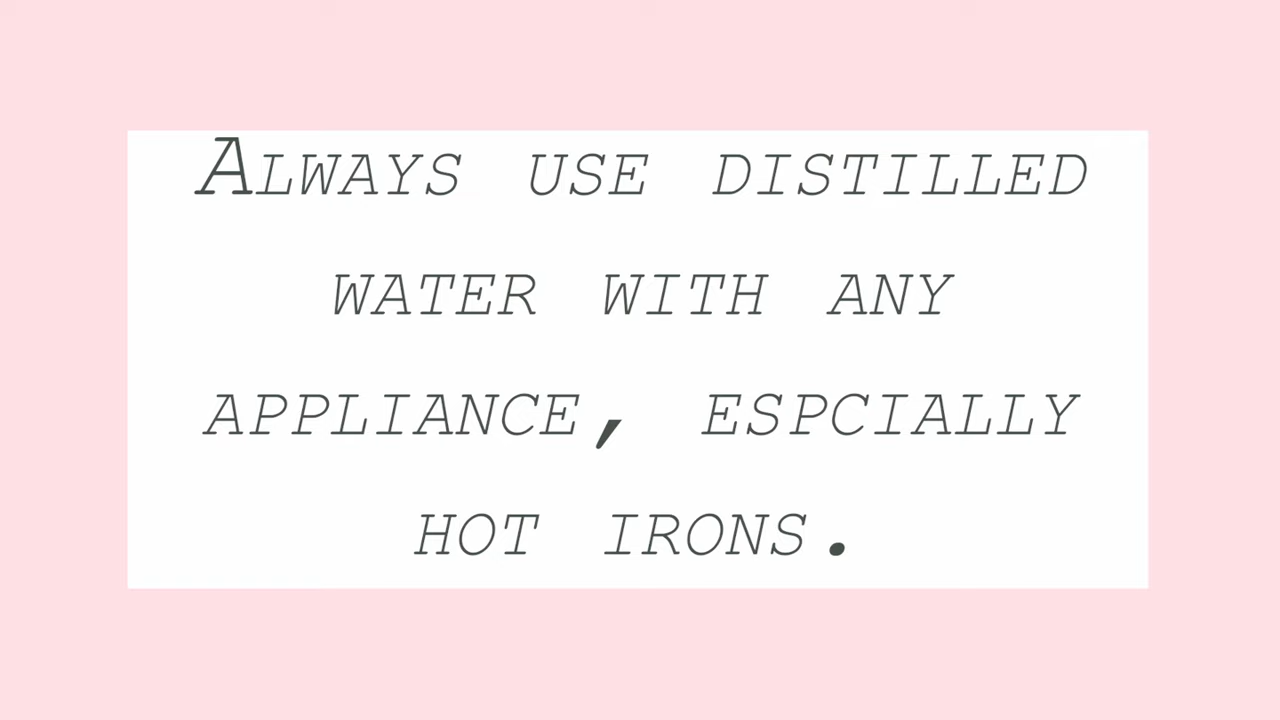 Always use distilled
water with any
appliance, espcially
hot irons.